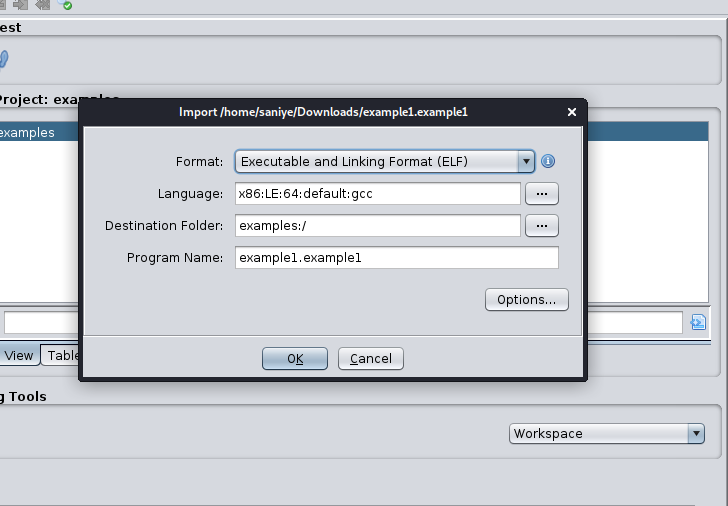 est
Project: examples
Import /home/saniye/Downloads/example1.example1
examples
Format: Executable and Linking Format (ELF)
Language: x86:LE:64:default:gcc ...
Destination Folder: examples:/ ...
Program Name: example1.example1
Options...
View Table
OK Cancel
g Tools
Workspace